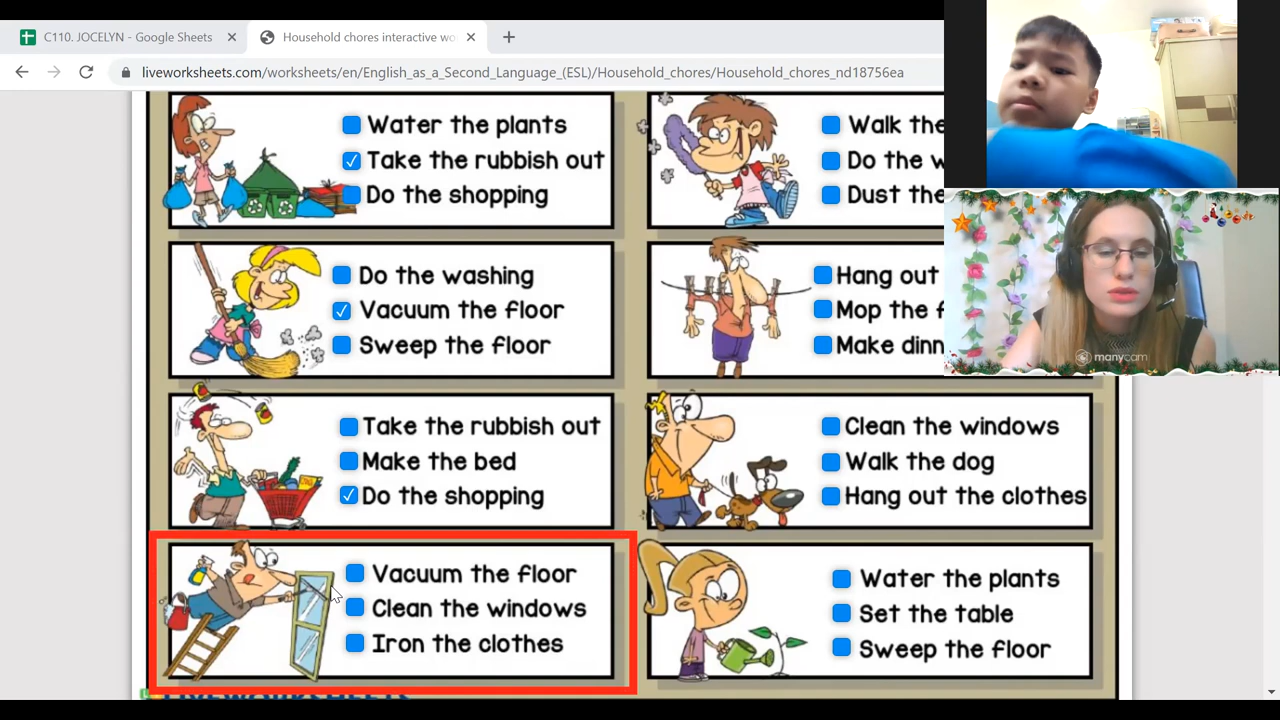 C110. JOCELYN - Google Sheets
Household chores interactive wo
liveworksheets.com/worksheets/en/English_as_a_Second_Language_(ESL)/Household_chores/Household_chores_nd18756ea
Water the plants
Take the rubbish out
Do the shopping
Walk the
Do the w
Dust the
Do the washing
Vacuum the floor
Sweep the floor
Hang out
Mop the f
Make dinn
manycam
Take the rubbish out
Make the bed
Do the shopping
Clean the windows
Walk the dog
Hang out the clothes
Vacuum the floor
Clean the windows
Iron the clothes
Water the plants
Set the table
Sweep the floor
LIVEWORKSHEETS